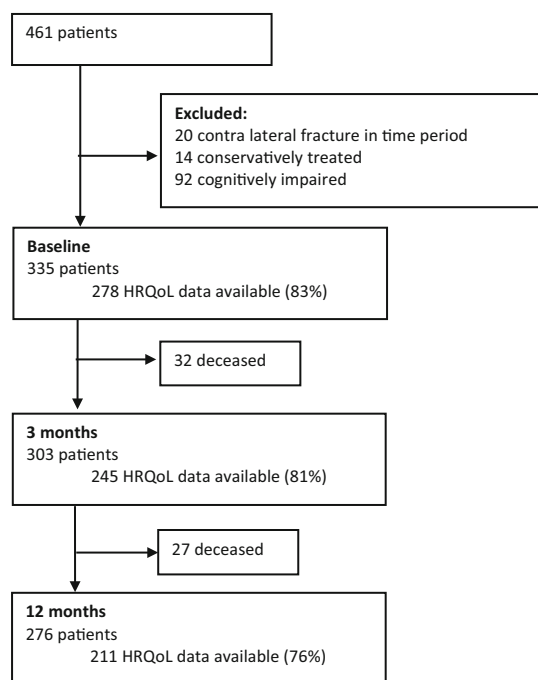 461 patients
Excluded:
20 contra lateral fracture in time period
14 conservatively treated
92 cognitively impaired
Baseline
335 patients
278 HRQoL data available (83%)
32 deceased
3 months
303 patients
245 HRQoL data available (81%)
27 deceased
12 months
276 patients
211 HRQoL data available (76%)